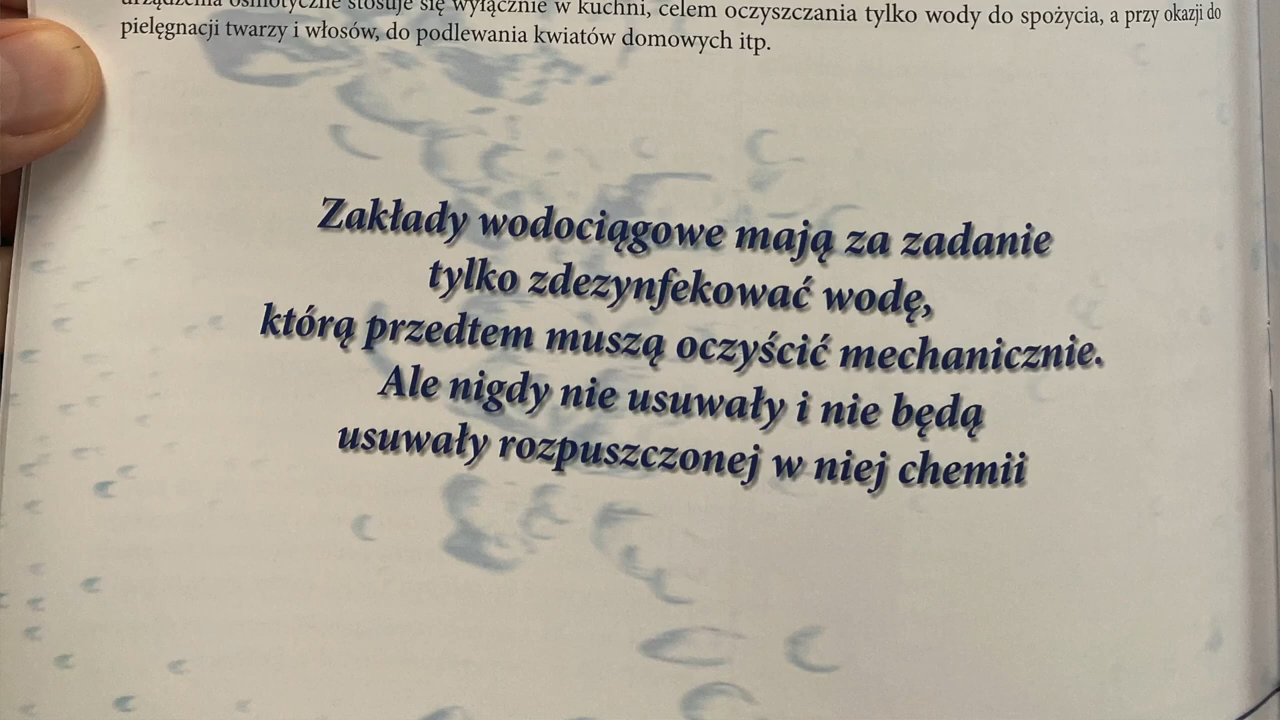 urządzenia osmotyczne stosuje się wyłącznie w kuchni, celem oczyszczania tylko wody do spożycia, a przy okazji do
pielęgnacji twarzy i włosów, do podlewania kwiatów domowych itp.
Zakłady wodociągowe mają za zadanie
tylko zdezynfekować wodę,
którą przedtem muszą oczyścić mechanicznie.
Ale nigdy nie usuwały i nie będą
usuwały rozpuszczonej w niej chemii